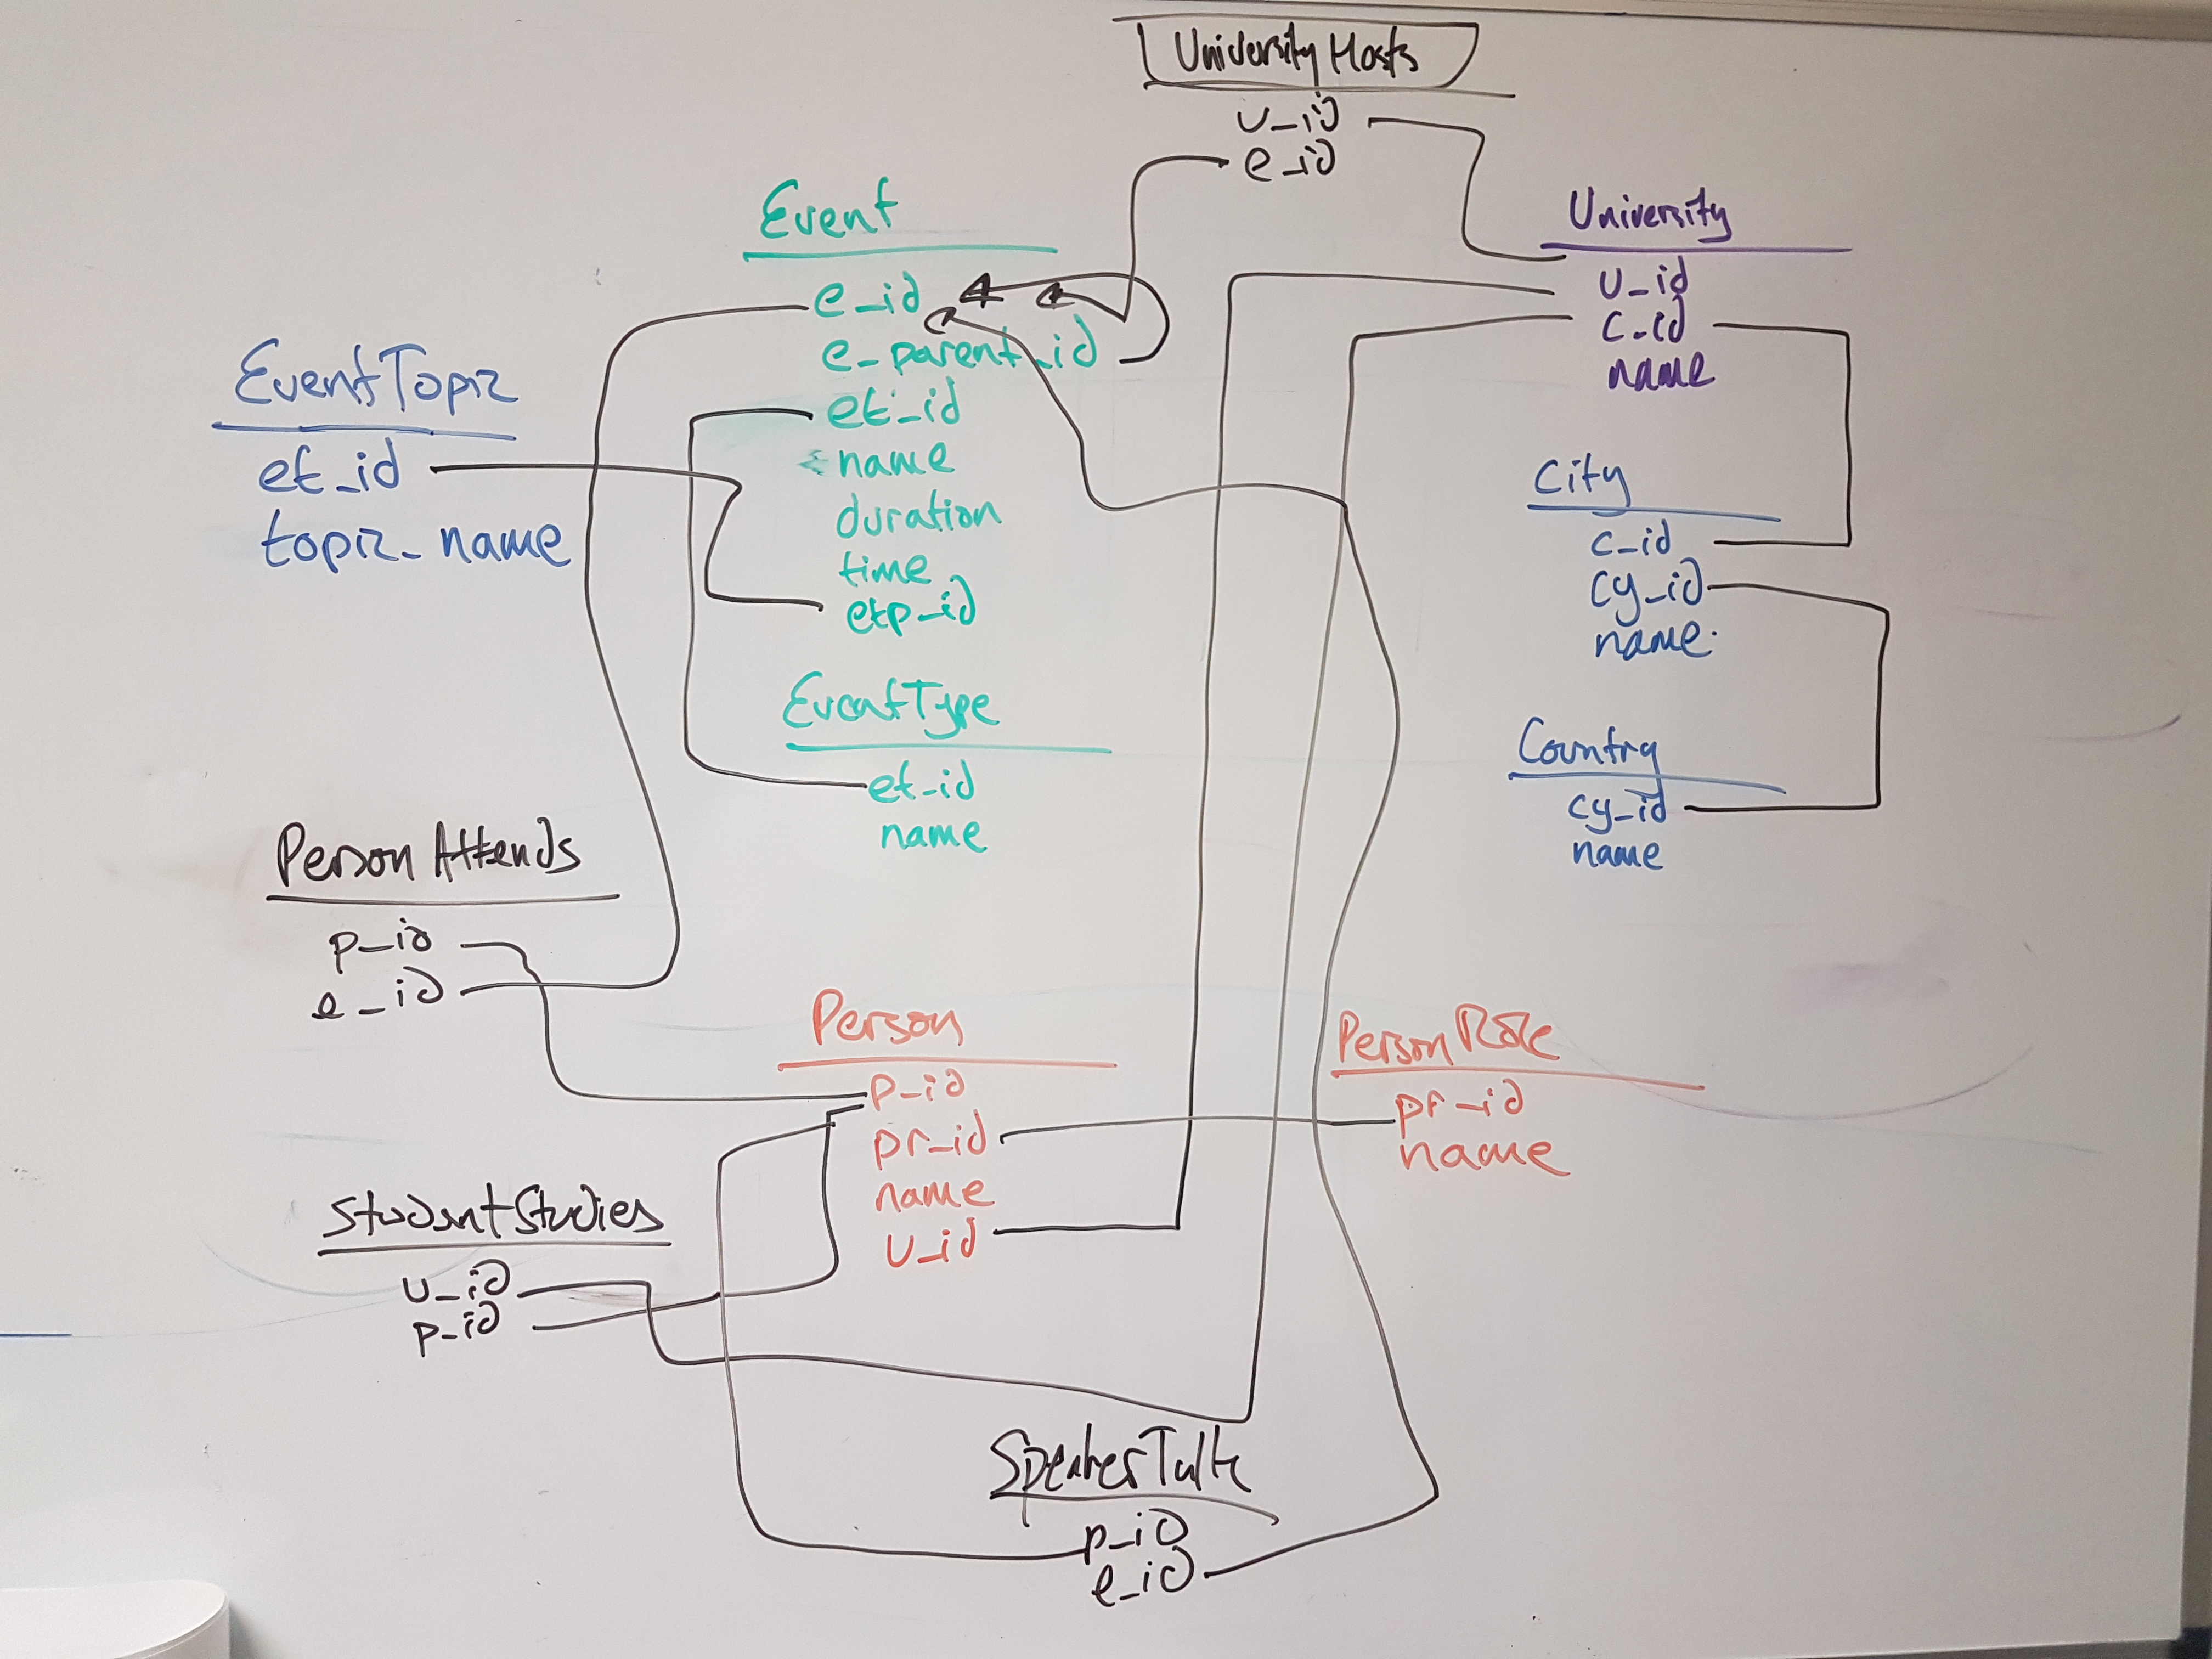 University Hosts
u_id
e_id
Event
e_id
e_parent_id
et_id
name
duration
time
etp_id
University
u_id
c_id
name
EventTopic
et_id
topic_name
City
c_id
cy_id
name
EventType
et_id
name
Country
cy_id
name
Person Attends
p_id
e_id
Person
p_id
pr_id
name
u_id
PersonRole
pr_id
name
StudentStudies
u_id
p_id
SpeakerTalk
p_id
e_id